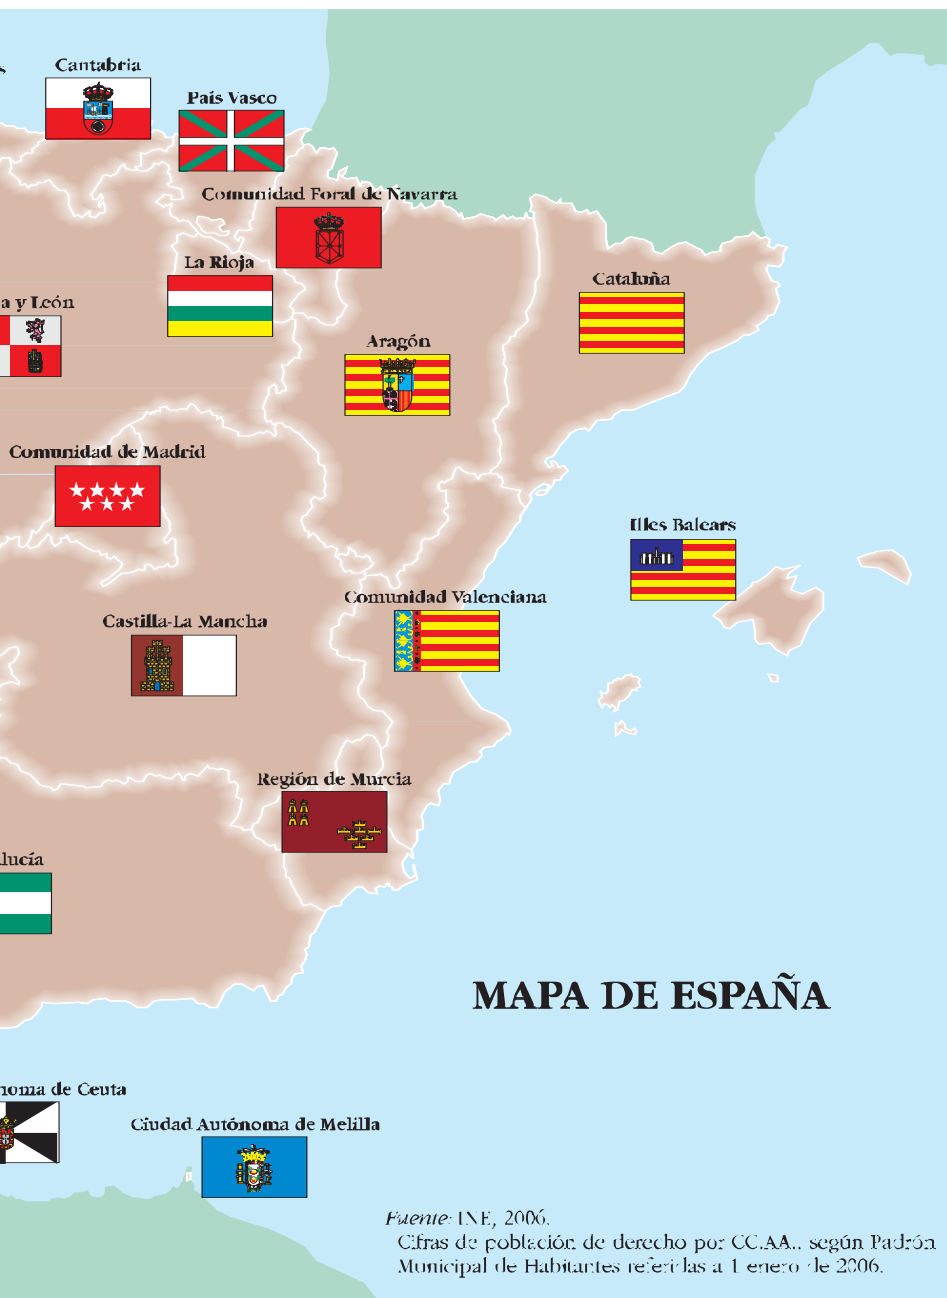 Cantabria
País Vasco
Comunidad Foral de Navarra
La Rioja
Cataluña
a y León
Aragón
Comunidad de Madrid
Illes Balears
Comunidad Valenciana
Castilla-La Mancha
Región de Murcia
lucía
MAPA DE ESPAÑA
noma de Ceuta
Ciudad Autónoma de Melilla
Fuente: INE, 2006.
Cifras de población de derecho por CC.AA., según Padrón
Municipal de Habitantes referidas a 1 enero de 2006.